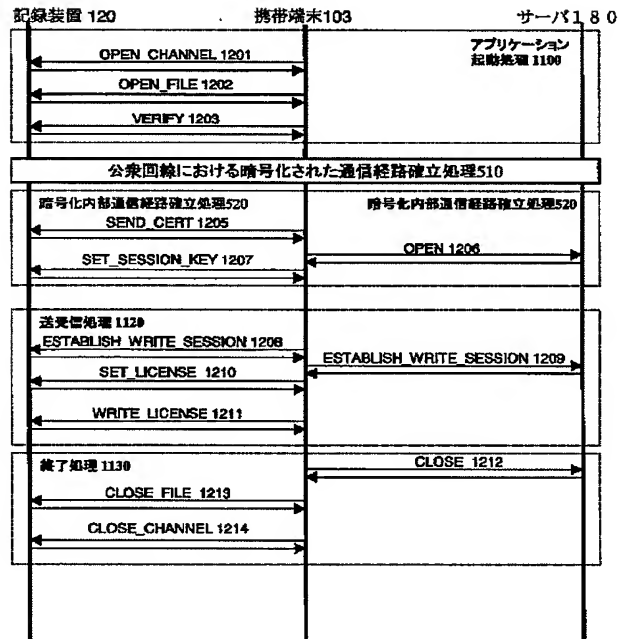 記録装置 120 携帯端末103 サーバ180
アプリケーション
起動処理 1100
OPEN_CHANNEL 1201
OPEN_FILE 1202
VERIFY 1203
公衆回線における暗号化された通信経路確立処理510
暗号化内部通信経路確立処理520 暗号化内部通信経路確立処理520
SEND_CERT 1205
OPEN 1206
SET_SESSION_KEY 1207
送受信処理 1120
ESTABLISH_WRITE_SESSION 1208
ESTABLISH_WRITE_SESSION 1209
SET_LICENSE 1210
WRITE_LICENSE 1211
終了処理 1130
CLOSE_1212
CLOSE_FILE 1213
CLOSE_CHANNEL 1214